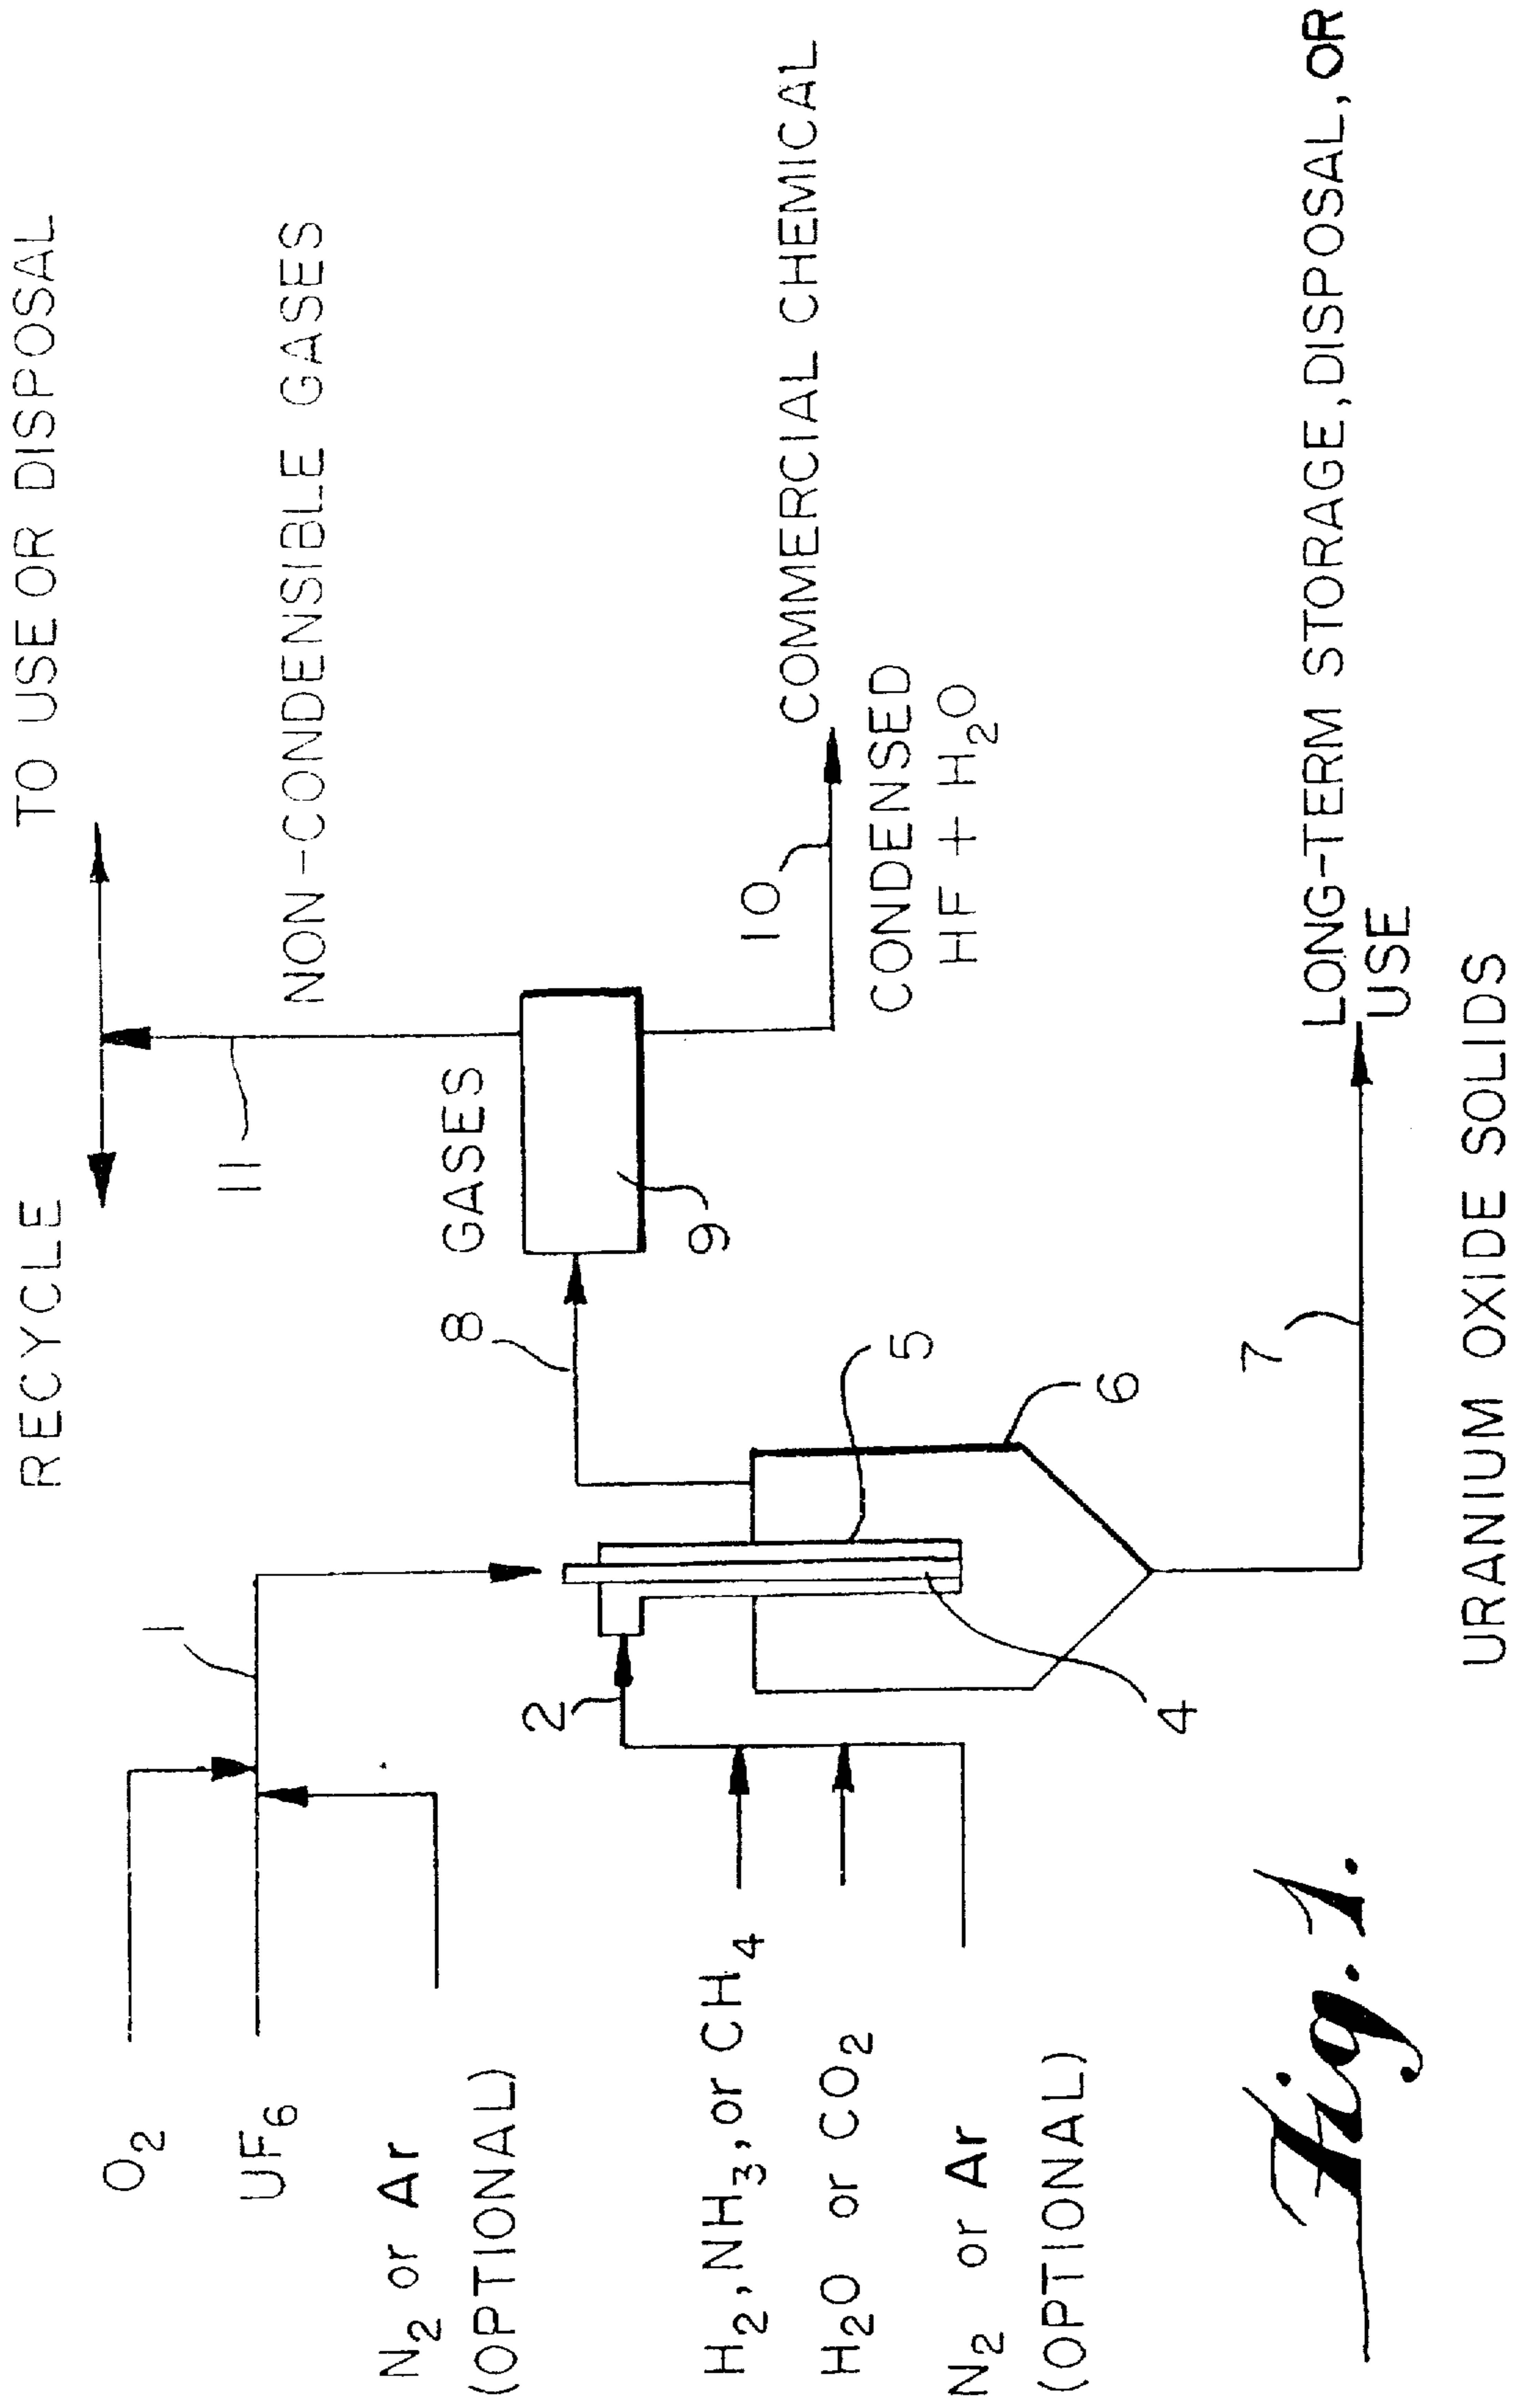 RECYCLE
TO USE OR DISPOSAL
O2
1
11
NON-CONDENSIBLE GASES
UF6
N2 or Ar
(OPTIONAL)
8
GASES
2
9
10
COMMERCIAL CHEMICAL
H2, NH3, or CH4
H2O or CO2
5
CONDENSED
HF + H2O
N2 or Ar
(OPTIONAL)
6
4
7
LONG-TERM STORAGE, DISPOSAL, OR
USE
URANIUM OXIDE SOLIDS
Fig. 1.